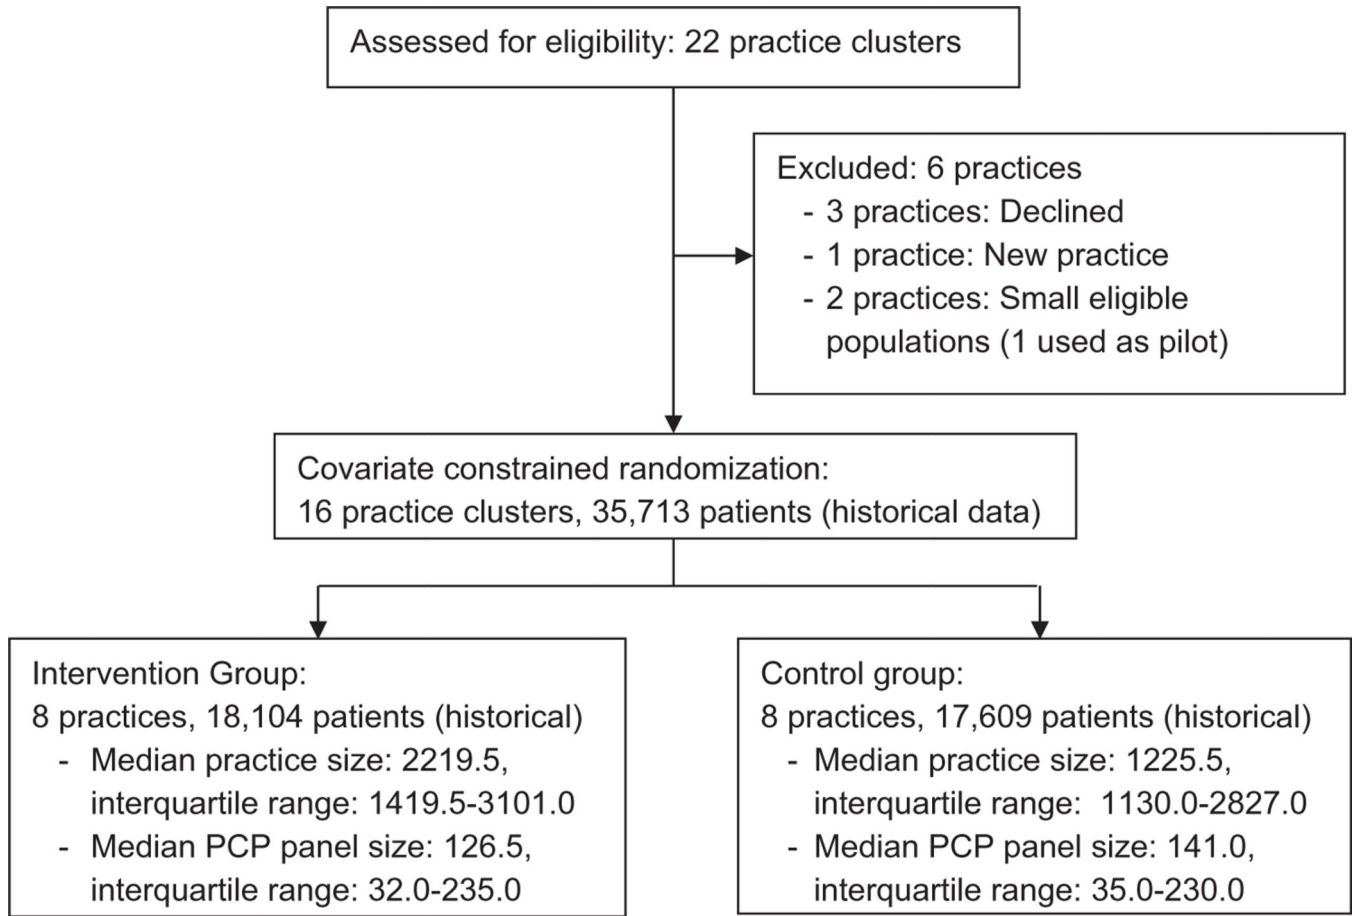 Assessed for eligibility: 22 practice clusters
Excluded: 6 practices
- 3 practices: Declined
- 1 practice: New practice
- 2 practices: Small eligible
populations (1 used as pilot)
Covariate constrained randomization:
16 practice clusters, 35,713 patients (historical data)
Intervention Group:
8 practices, 18,104 patients (historical)
- Median practice size: 2219.5,
interquartile range: 1419.5-3101.0
- Median PCP panel size: 126.5,
interquartile range: 32.0-235.0
Control group:
8 practices, 17,609 patients (historical)
- Median practice size: 1225.5,
interquartile range:  1130.0-2827.0
- Median PCP panel size: 141.0,
interquartile range: 35.0-230.0